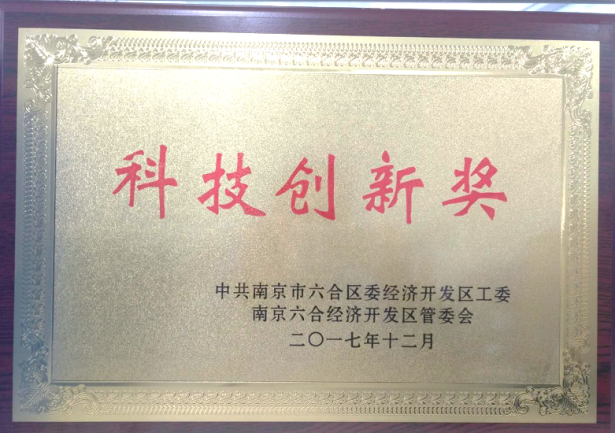 科技创新奖
中共南京市六合区委经济开发区工委
南京六合经济开发区管委会
二〇一七年十二月